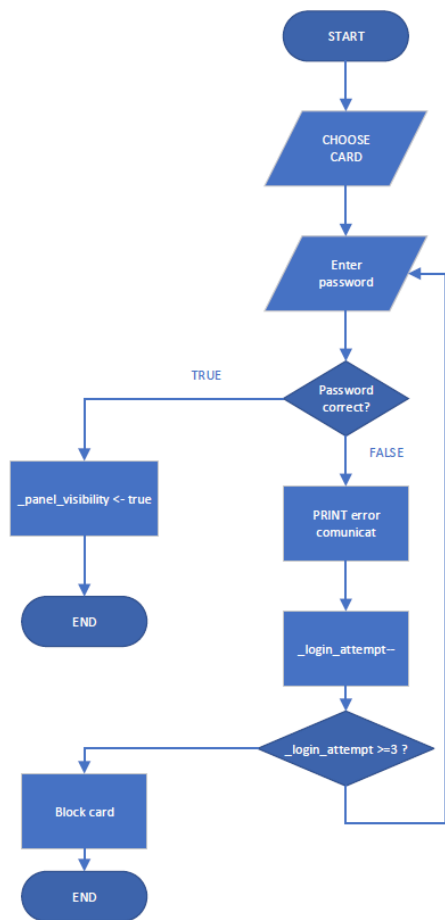 START
CHOOSE
CARD
Enter
password
TRUE
Password
correct?
FALSE
_panel_visibility <- true
PRINT error
comunicat
END
_login_attempt--
_login_attempt >=3 ?
Block card
END